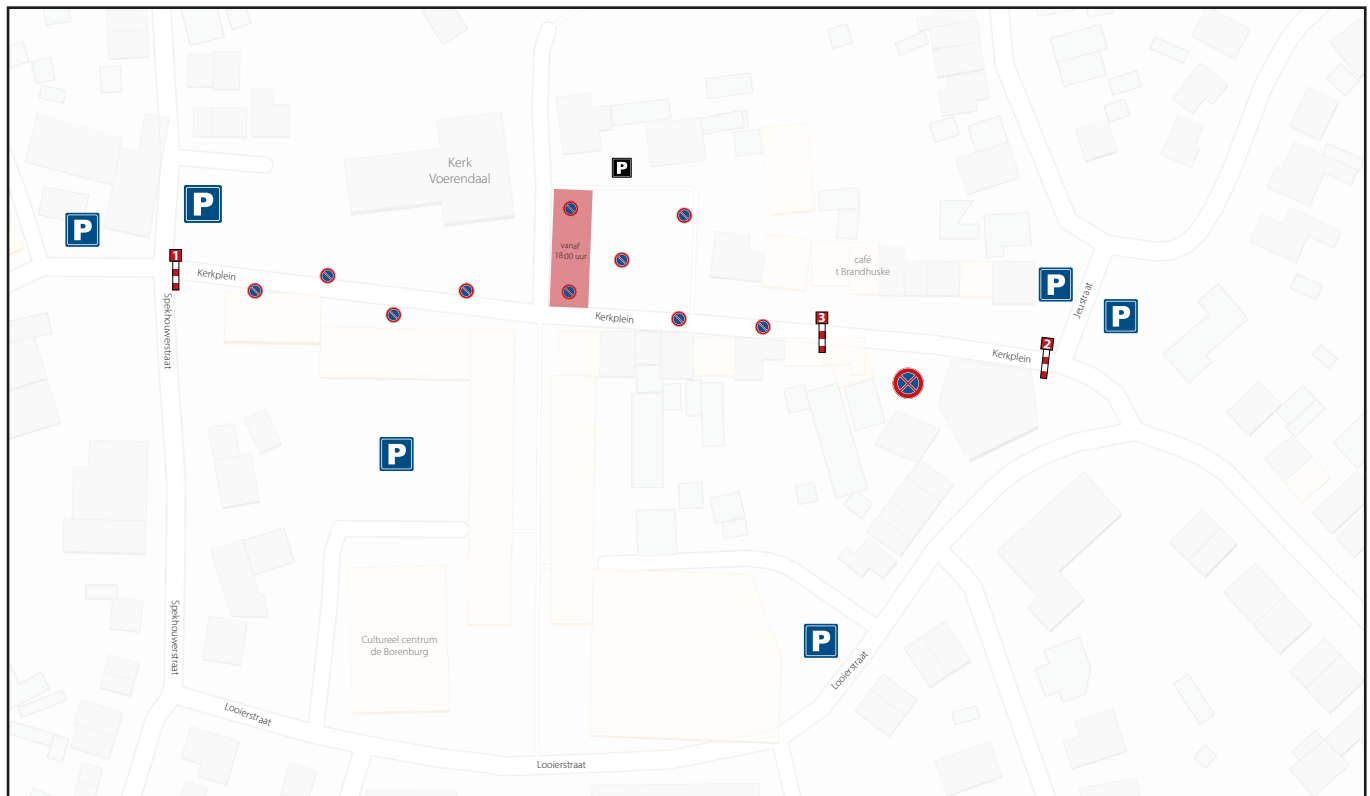 Kerk
Voerendaal
P
P
P
vanaf
18:00 uur
1
Kerkplein
café
t Brandhuske
P
Jeustraat
P
Spekhouwerstraat
Kerkplein
3
2
Kerkplein
P
Cultureel centrum
de Borenburg
Spekhouwerstraat
P
Looierstraat
Looierstraat
Looierstraat